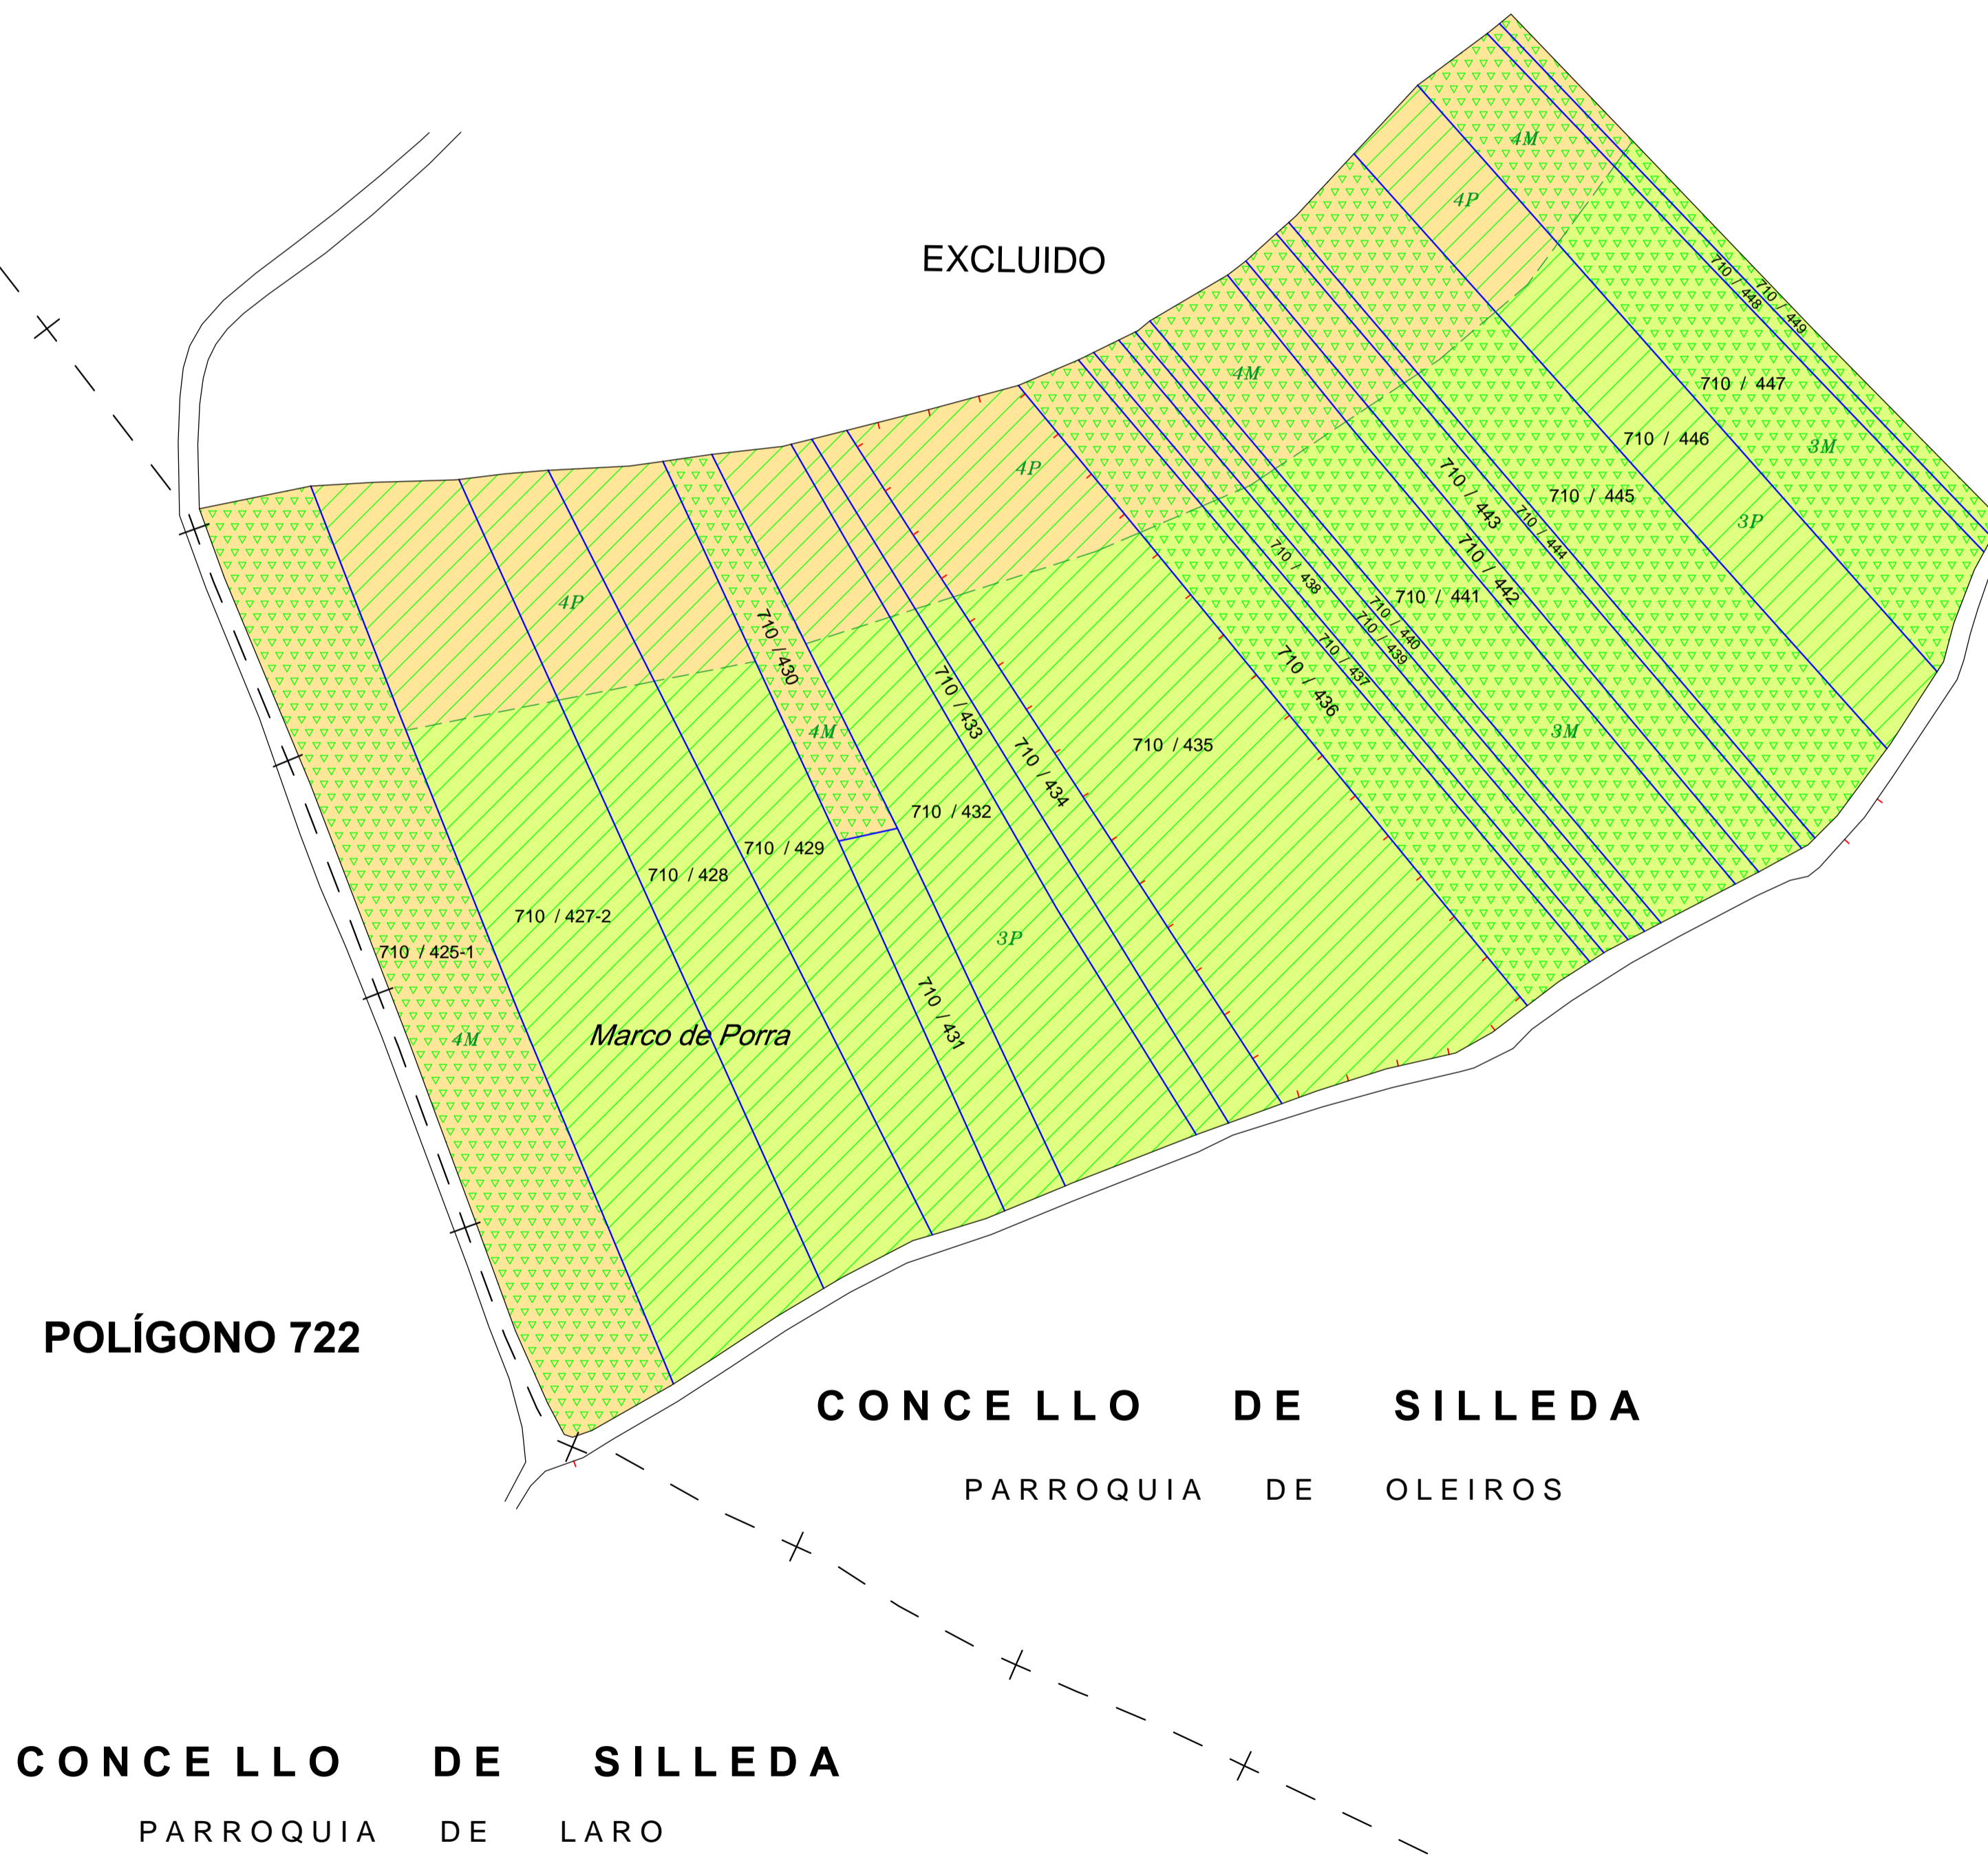 4M
4P
EXCLUIDO
710 / 448
710 / 449
4M
710 / 447
710 / 446
3M
4P
710 / 443
710 / 445
710 / 444
3P
710 / 438
710 / 442
4P
710 / 441
710 / 440
710 / 439
710 / 430
710 / 437
710 / 436
710 / 433
4M
3M
710 / 435
710 / 434
710 / 432
710 / 429
710 / 428
710 / 427-2
3P
710 / 425-1
710 / 431
4M
Marco de Porra
POLÍGONO 722
CONCELLO DE SILLEDA
PARROQUIA DE OLEIROS
CONCELLO DE SILLEDA
PARROQUIA DE LARO